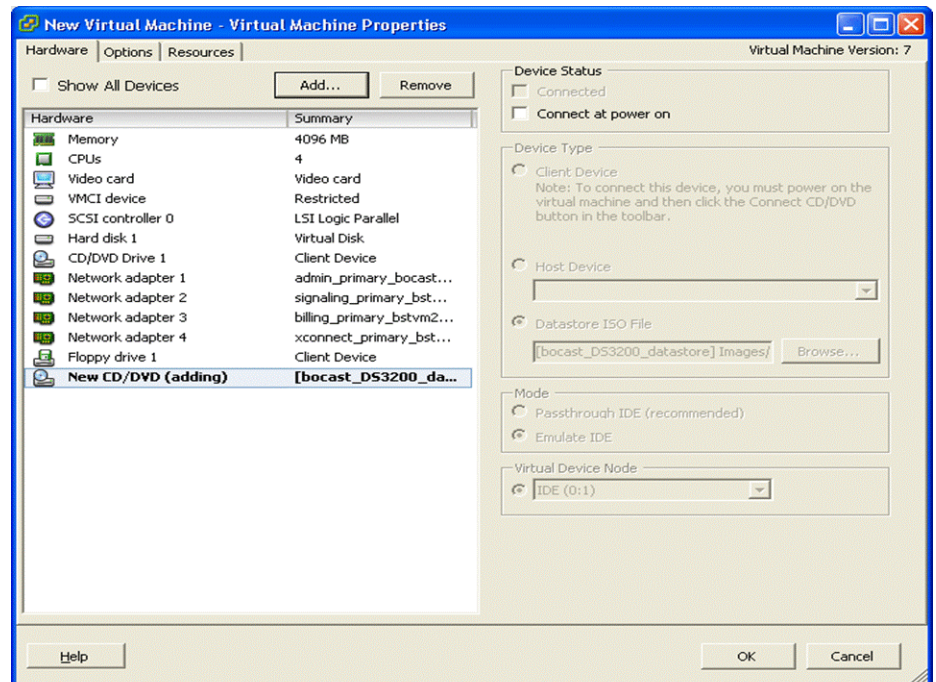 New Virtual Machine - Virtual Machine Properties
Hardware Options Resources Virtual Machine Version: 7
Show All Devices Add... Remove
Hardware Summary
Memory 4096 MB
CPUs 4
Video card Video card
VMCI device Restricted
SCSI controller 0 LSI Logic Parallel
Hard disk 1 Virtual Disk
CD/DVD Drive 1 Client Device
Network adapter 1 admin_primary_bocast...
Network adapter 2 signaling_primary_bst...
Network adapter 3 billing_primary_bstvm2...
Network adapter 4 xconnect_primary_bst...
Floppy drive 1 Client Device
New CD/DVD (adding) [bocast_DS3200_da...
Device Status
Connected
Connect at power on
Device Type
Client Device
Note: To connect this device, you must power on the
virtual machine and then click the Connect CD/DVD
button in the toolbar.
Host Device
Datastore ISO File
[bocast_DS3200_datastore] Images/ Browse...
Mode
Passthrough IDE (recommended)
Emulate IDE
Virtual Device Node
IDE (0:1)
Help OK Cancel